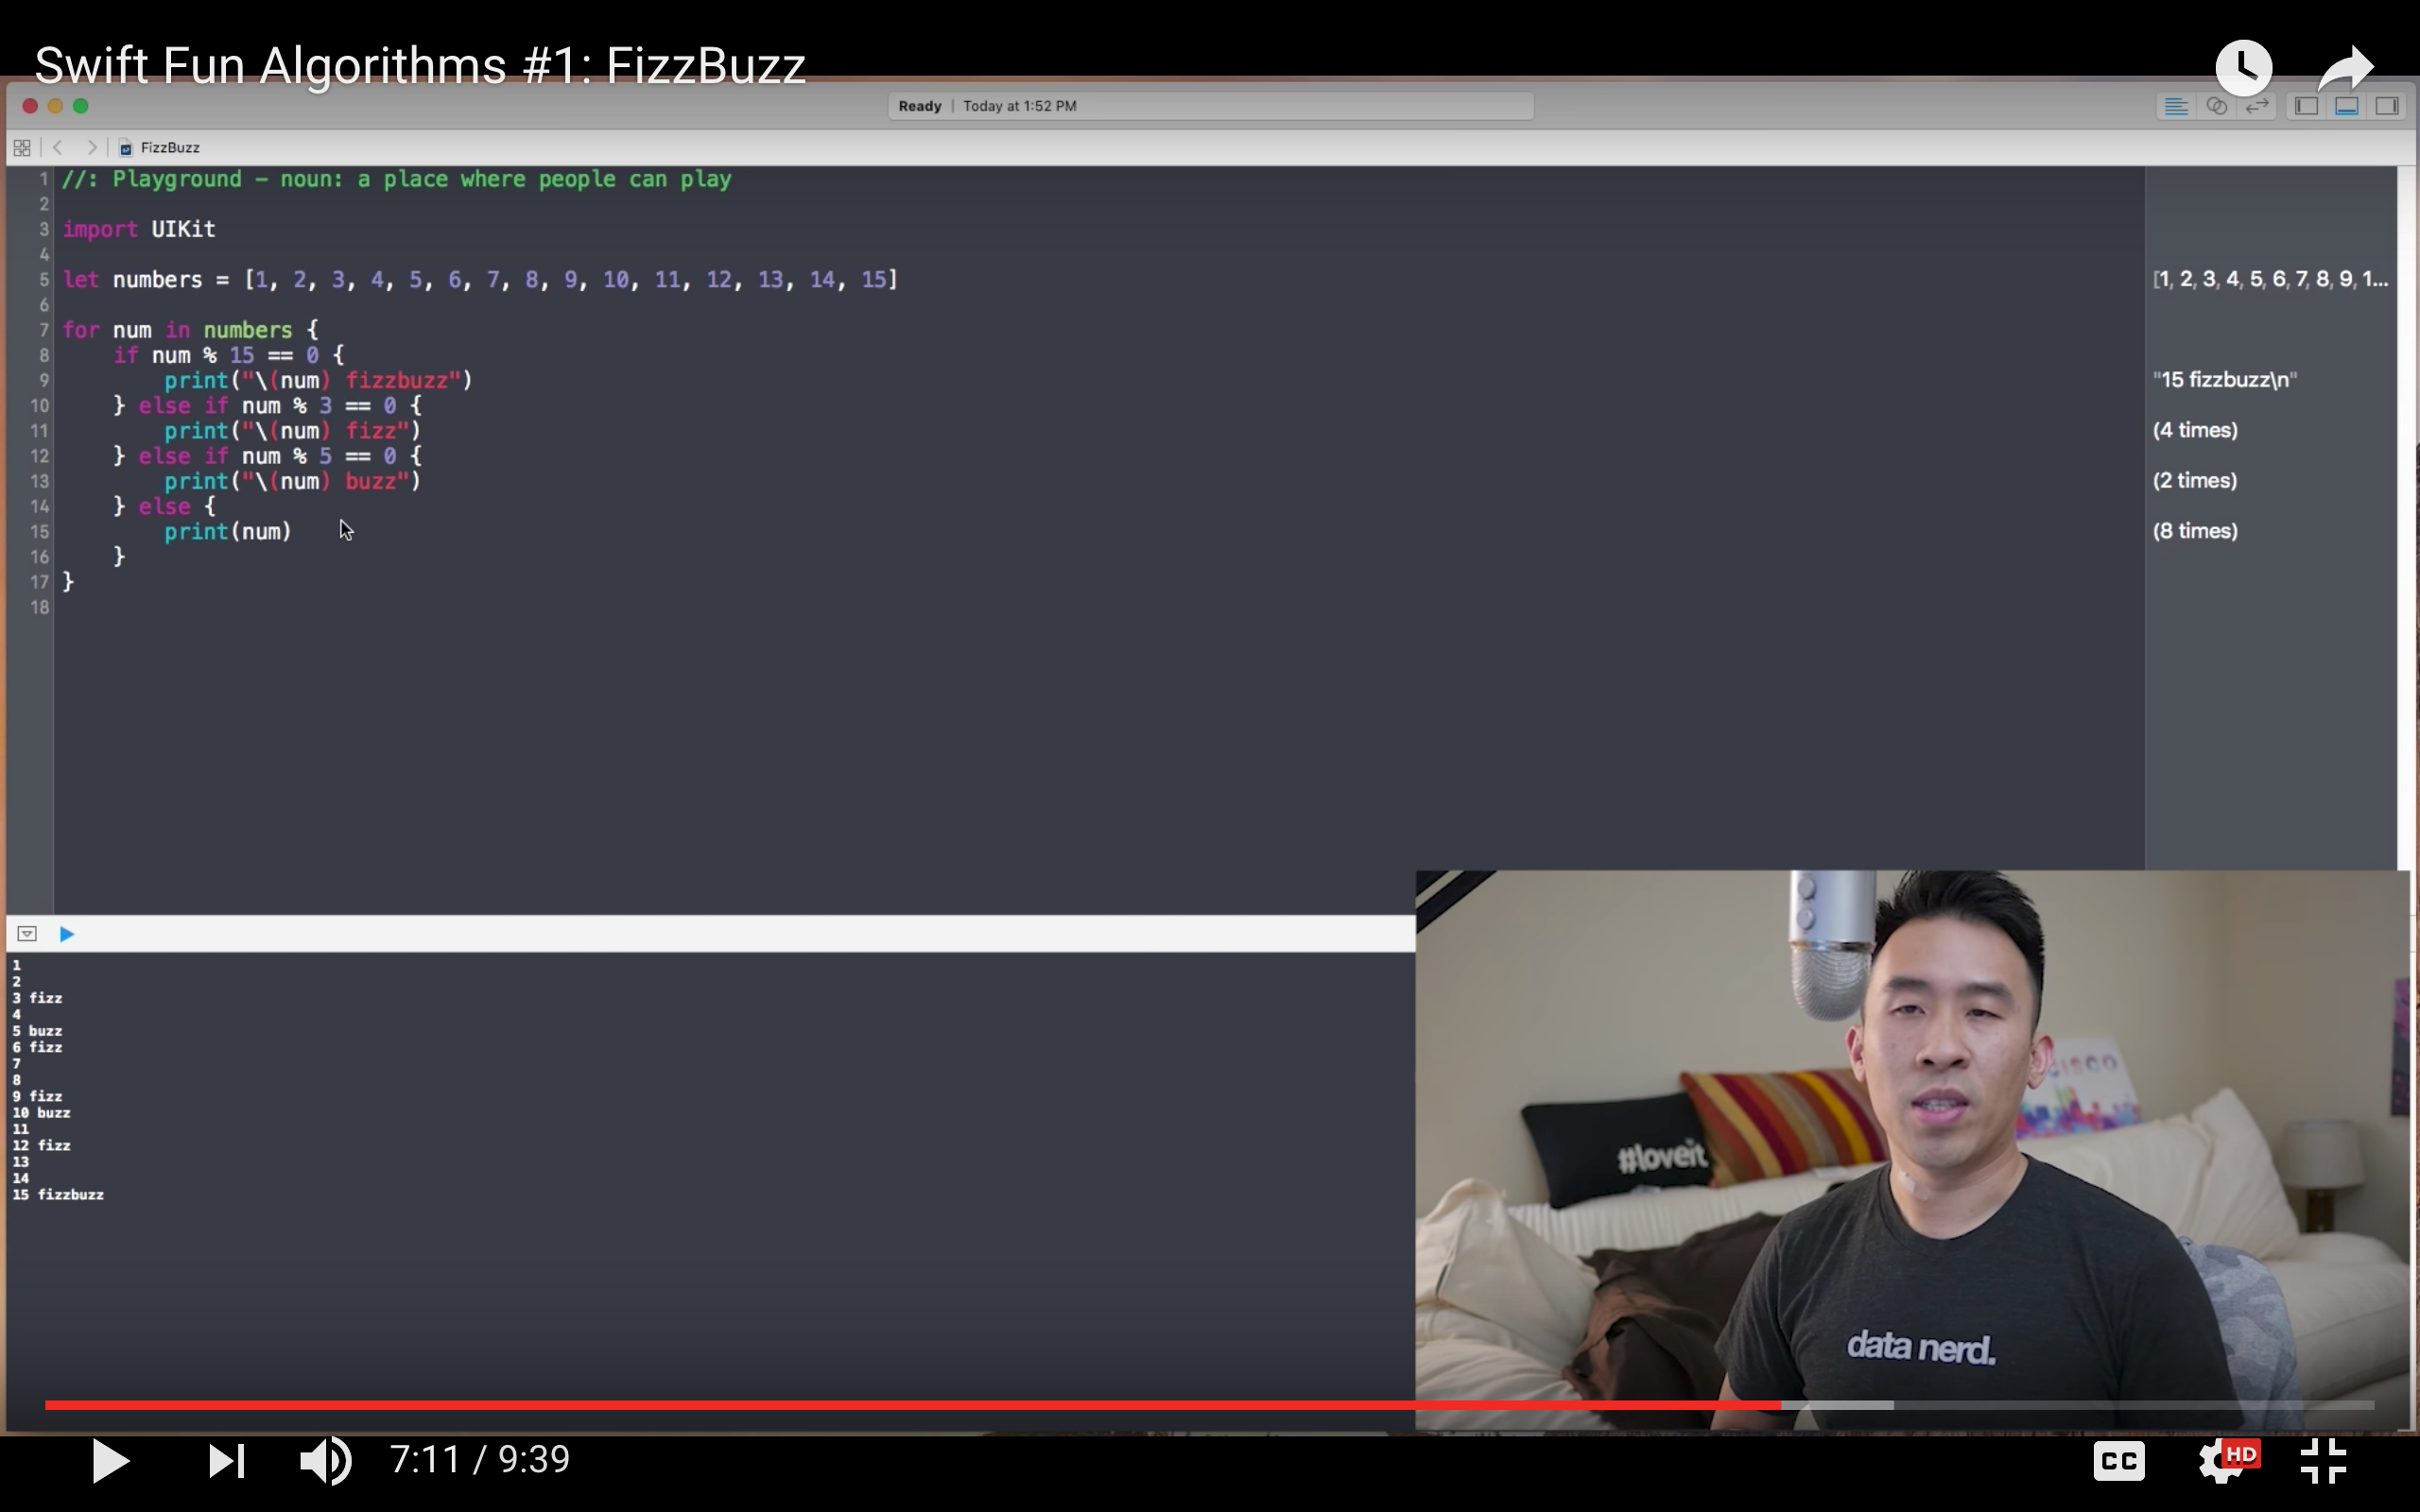 Swift Fun Algorithms #1: FizzBuzz
Ready | Today at 1:52 PM
FizzBuzz
1 //: Playground – noun: a place where people can play
2
3 import UIKit
4
5 let numbers = [1, 2, 3, 4, 5, 6, 7, 8, 9, 10, 11, 12, 13, 14, 15]
[1, 2, 3, 4, 5, 6, 7, 8, 9, 1...
6
7 for num in numbers {
8     if num % 15 == 0 {
9         print("\(num) fizzbuzz")
"15 fizzbuzz\n"
10     } else if num % 3 == 0 {
11         print("\(num) fizz")
(4 times)
12     } else if num % 5 == 0 {
13         print("\(num) buzz")
(2 times)
14     } else {
15         print(num)
(8 times)
16     }
17 }
18
1
2
3 fizz
4
5 buzz
6 fizz
7
8
9 fizz
10 buzz
11
12 fizz
13
14
15 fizzbuzz
#loveit
data nerd.
7:11 / 9:39
CC
HD